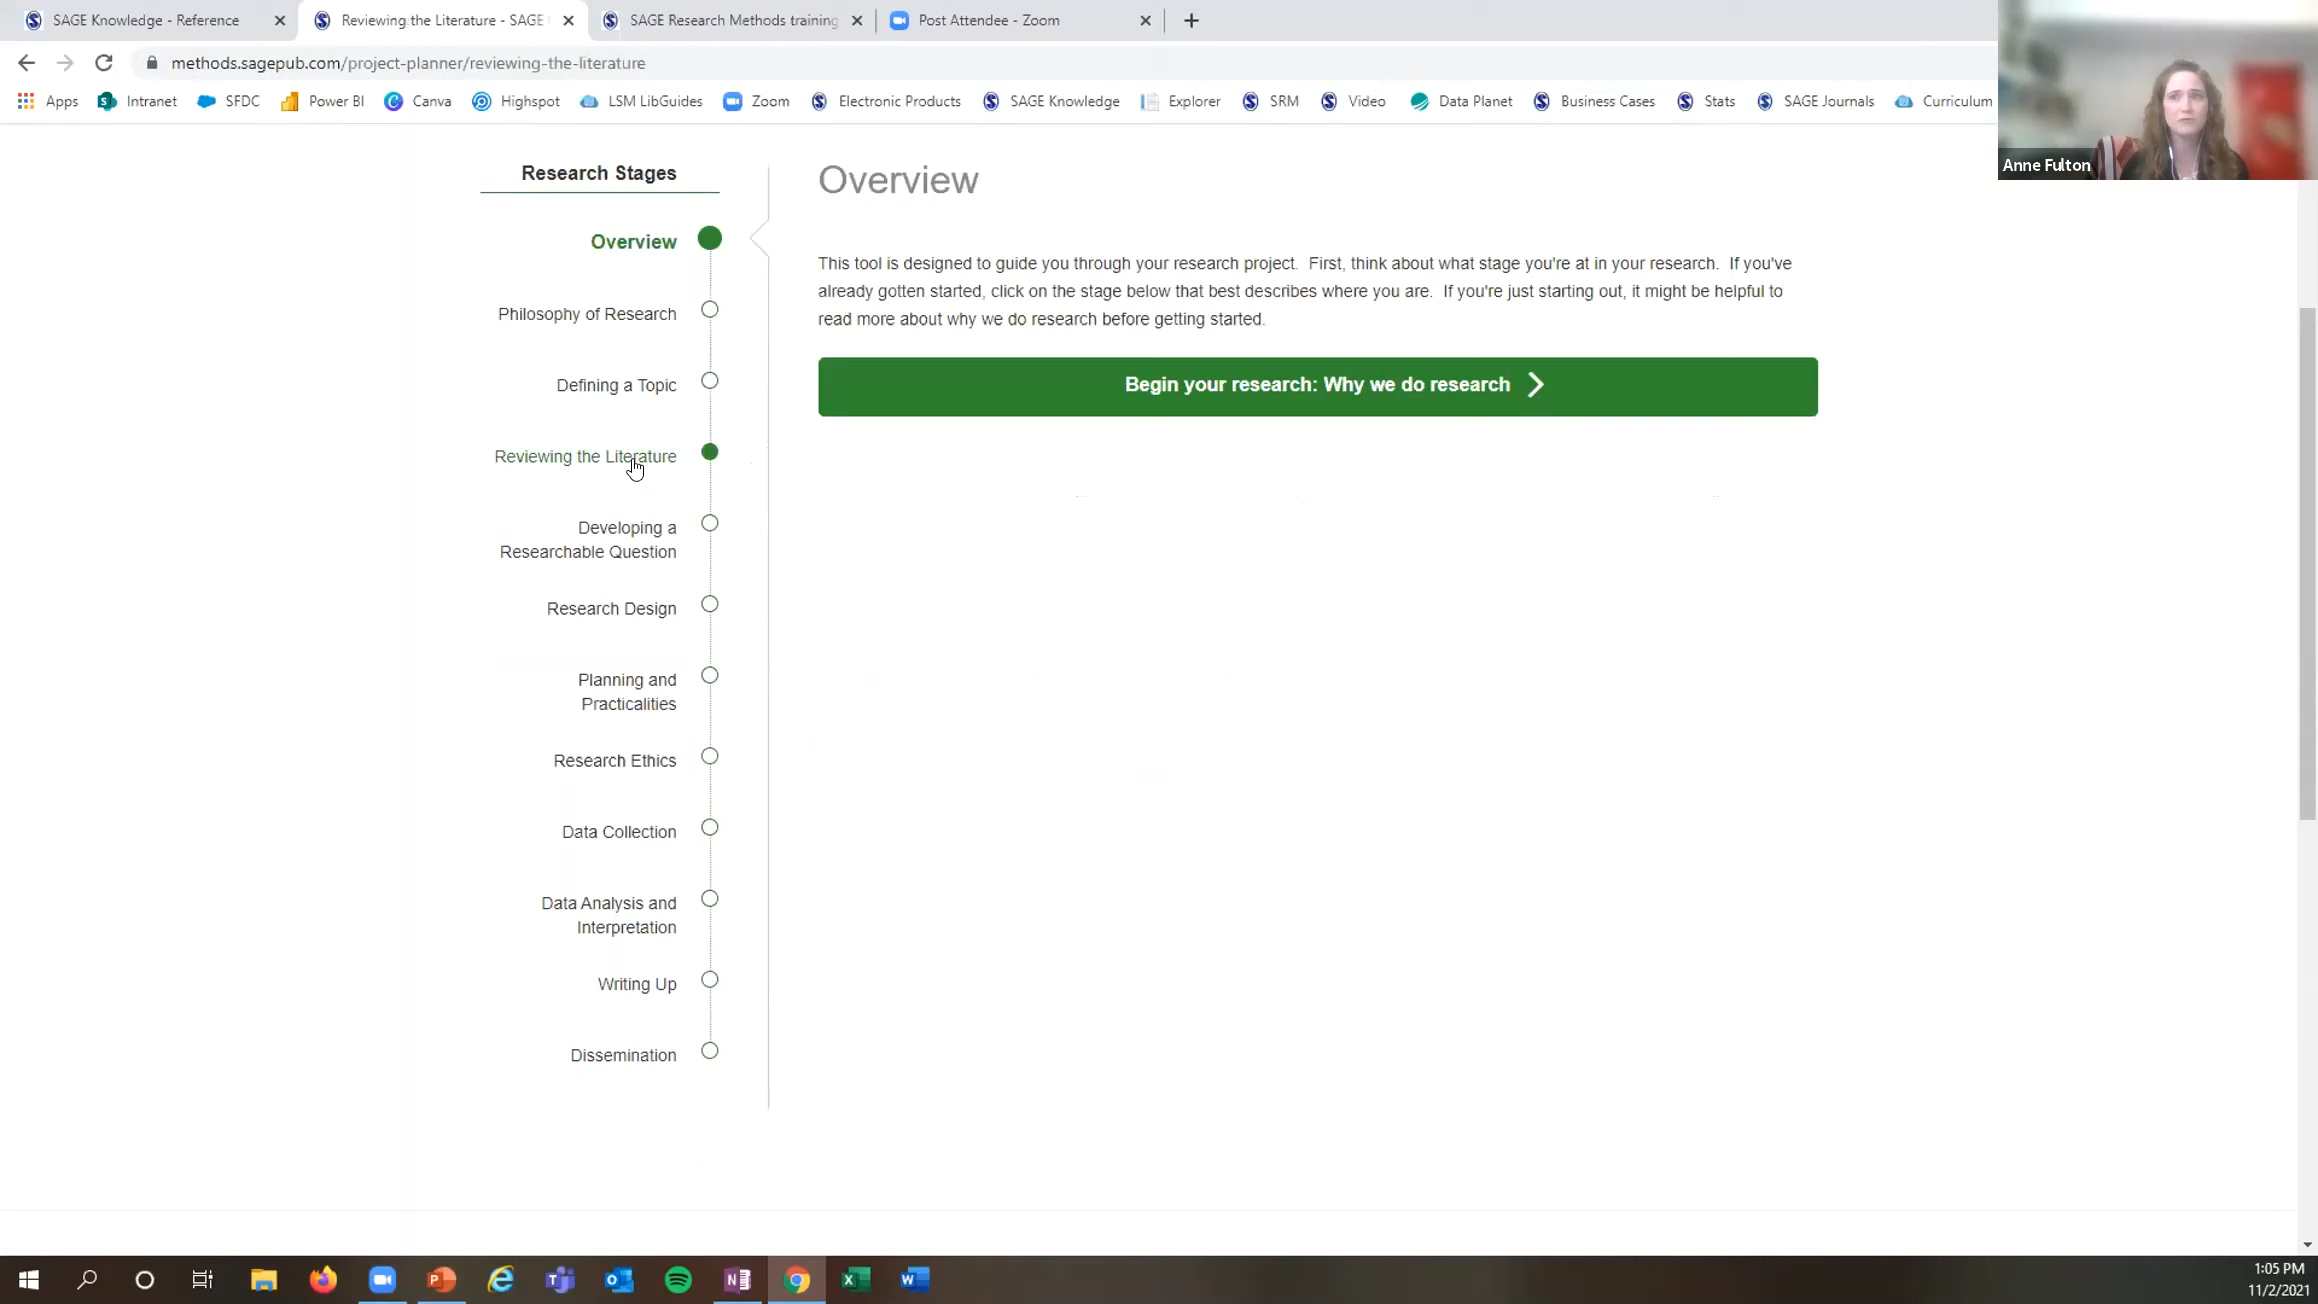 SAGE Knowledge - Reference
Reviewing the Literature - SAGE
SAGE Research Methods training
Post Attendee - Zoom
methods.sagepub.com/project-planner/reviewing-the-literature
Apps
Intranet
SFDC
Power BI
Canva
Highspot
LSM LibGuides
Zoom
Electronic Products
SAGE Knowledge
Explorer
SRM
Video
Data Planet
Business Cases
Stats
SAGE Journals
Curriculum
Anne Fulton
Research Stages
Overview
Philosophy of Research
Defining a Topic
Reviewing the Literature
Developing a
Researchable Question
Research Design
Planning and
Practicalities
Research Ethics
Data Collection
Data Analysis and
Interpretation
Writing Up
Dissemination
Overview
This tool is designed to guide you through your research project.  First, think about what stage you're at in your research.  If you've
already gotten started, click on the stage below that best describes where you are.  If you're just starting out, it might be helpful to
read more about why we do research before getting started.
Begin your research: Why we do research
1:05 PM
11/2/2021